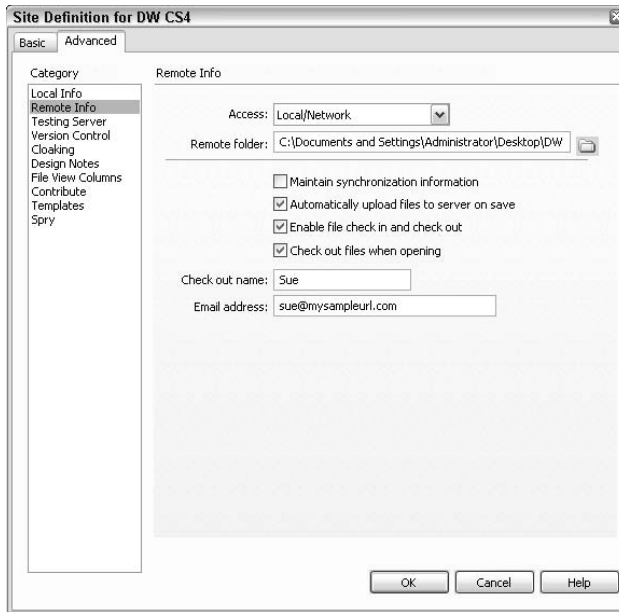 Site Definition for DW CS4
Basic
Advanced
Category
Local Info
Remote Info
Testing Server
Version Control
Cloaking
Design Notes
File View Columns
Contribute
Templates
Spry
Remote Info
Access: Local/Network
Remote folder: C:\Documents and Settings\Administrator\Desktop\DW
Maintain synchronization information
Automatically upload files to server on save
Enable file check in and check out
Check out files when opening
Check out name: Sue
Email address: sue@mysampleurl.com
OK
Cancel
Help